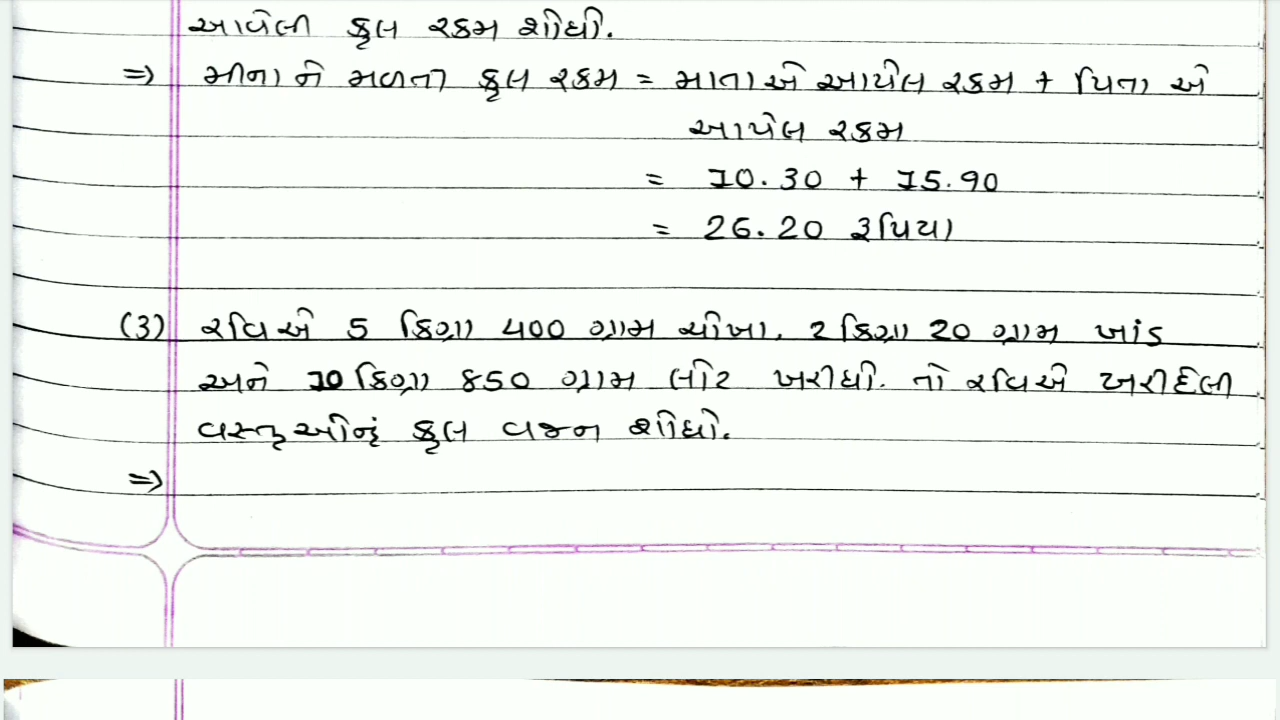 આપેલી કુલ રકમ શોધો.
⇒ મીના ને મળતી કુલ રકમ = માતા એ આપેલ રકમ + પિતા એ
આપેલ રકમ
= 10.30 + 15.90
= 26.20 રૂપિયા
(3) રવિ એ 5 કિગ્રા 400 ગ્રામ ચોખા, 2 કિગ્રા 20 ગ્રામ ખાંડ
અને 10 કિગ્રા 850 ગ્રામ લોટ ખરીધો. તો રવિએ ખરીદેલી
વસ્તુઓનું કુલ વજન શોધો.
⇒